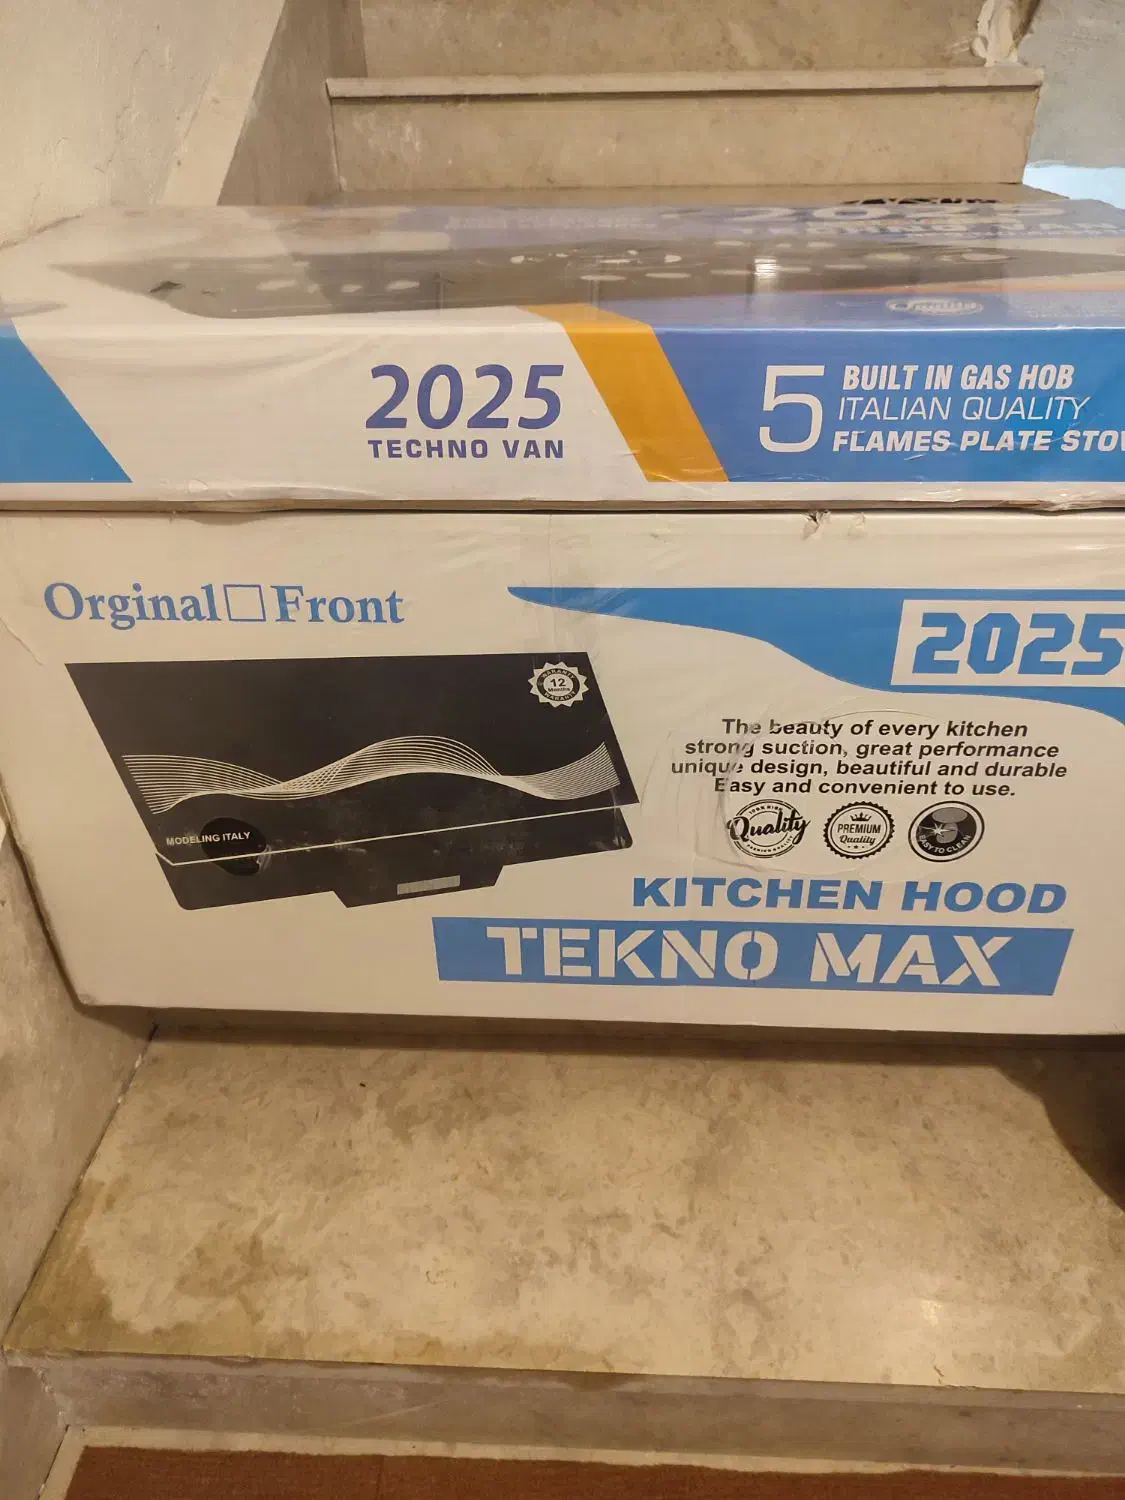 2025
TECHNO VAN
5 BUILT IN GAS HOB
ITALIAN QUALITY
FLAMES PLATE
Orginal Front
2025
12
Months
The beauty of every kitchen
strong suction, great performance
unique design, beautiful and durable
Easy and convenient to use.
MODELING ITALY
Quality
PREMIUM
Quality
EASY TO CLEAN
KITCHEN HOOD
TEKNO MAX